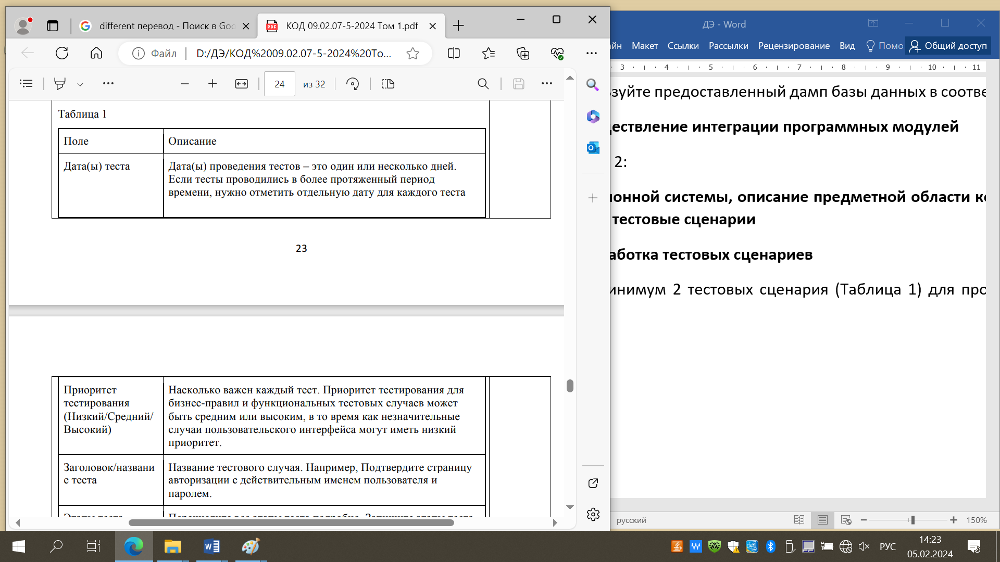 different перевод - Поиск в Goo
КОД 09.02.07-5-2024 Том 1.pdf
Файл
D:/ДЭ/КОД%2009.02.07-5-2024%20То...
24
из 32
Таблица 1
Поле
Описание
Дата(ы) теста
Дата(ы) проведения тестов – это один или несколько дней.
Если тесты проводились в более протяженный период
времени, нужно отметить отдельную дату для каждого теста
23
Приоритет
тестирования
(Низкий/Средний/
Высокий)
Насколько важен каждый тест. Приоритет тестирования для
бизнес-правил и функциональных тестовых случаев может
быть средним или высоким, в то время как незначительные
случаи пользовательского интерфейса могут иметь низкий
приоритет.
Заголовок/названи
е теста
Название тестового случая. Например, Подтвердите страницу
авторизации с действительным именем пользователя и
паролем.
ДЭ - Word
йн Макет Ссылки Рассылки Рецензирование Вид Помо Общий доступ
3 4 5 6 7 8 9 10 11
зуйте предоставленный дамп базы данных в соотве
ествление интеграции программных модулей
2:
онной системы, описание предметной области к
тестовые сценарии
аботка тестовых сценариев
инимум 2 тестовых сценария (Таблица 1) для про
русский
150%
РУС
14:23
05.02.2024